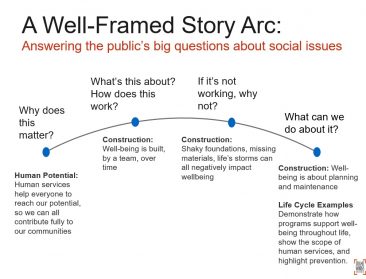 A Well-Framed Story Arc:
Answering the public's big questions about social issues
Why does
this
matter?
Human Potential:
Human services
help everyone to
reach our potential,
so we can all
contribute fully to
our communities
What's this about?
How does this
work?
Construction:
Well-being is built,
by a team, over
time
If it's not
working, why
not?
Construction:
Shaky foundations, missing
materials, life's storms can
all negatively impact
wellbeing
What can we
do about it?
Construction: Well-
being is about planning
and maintenance
Life Cycle Examples
Demonstrate how
programs support well-
being throughout life,
show the scope of
human services, and
highlight prevention.